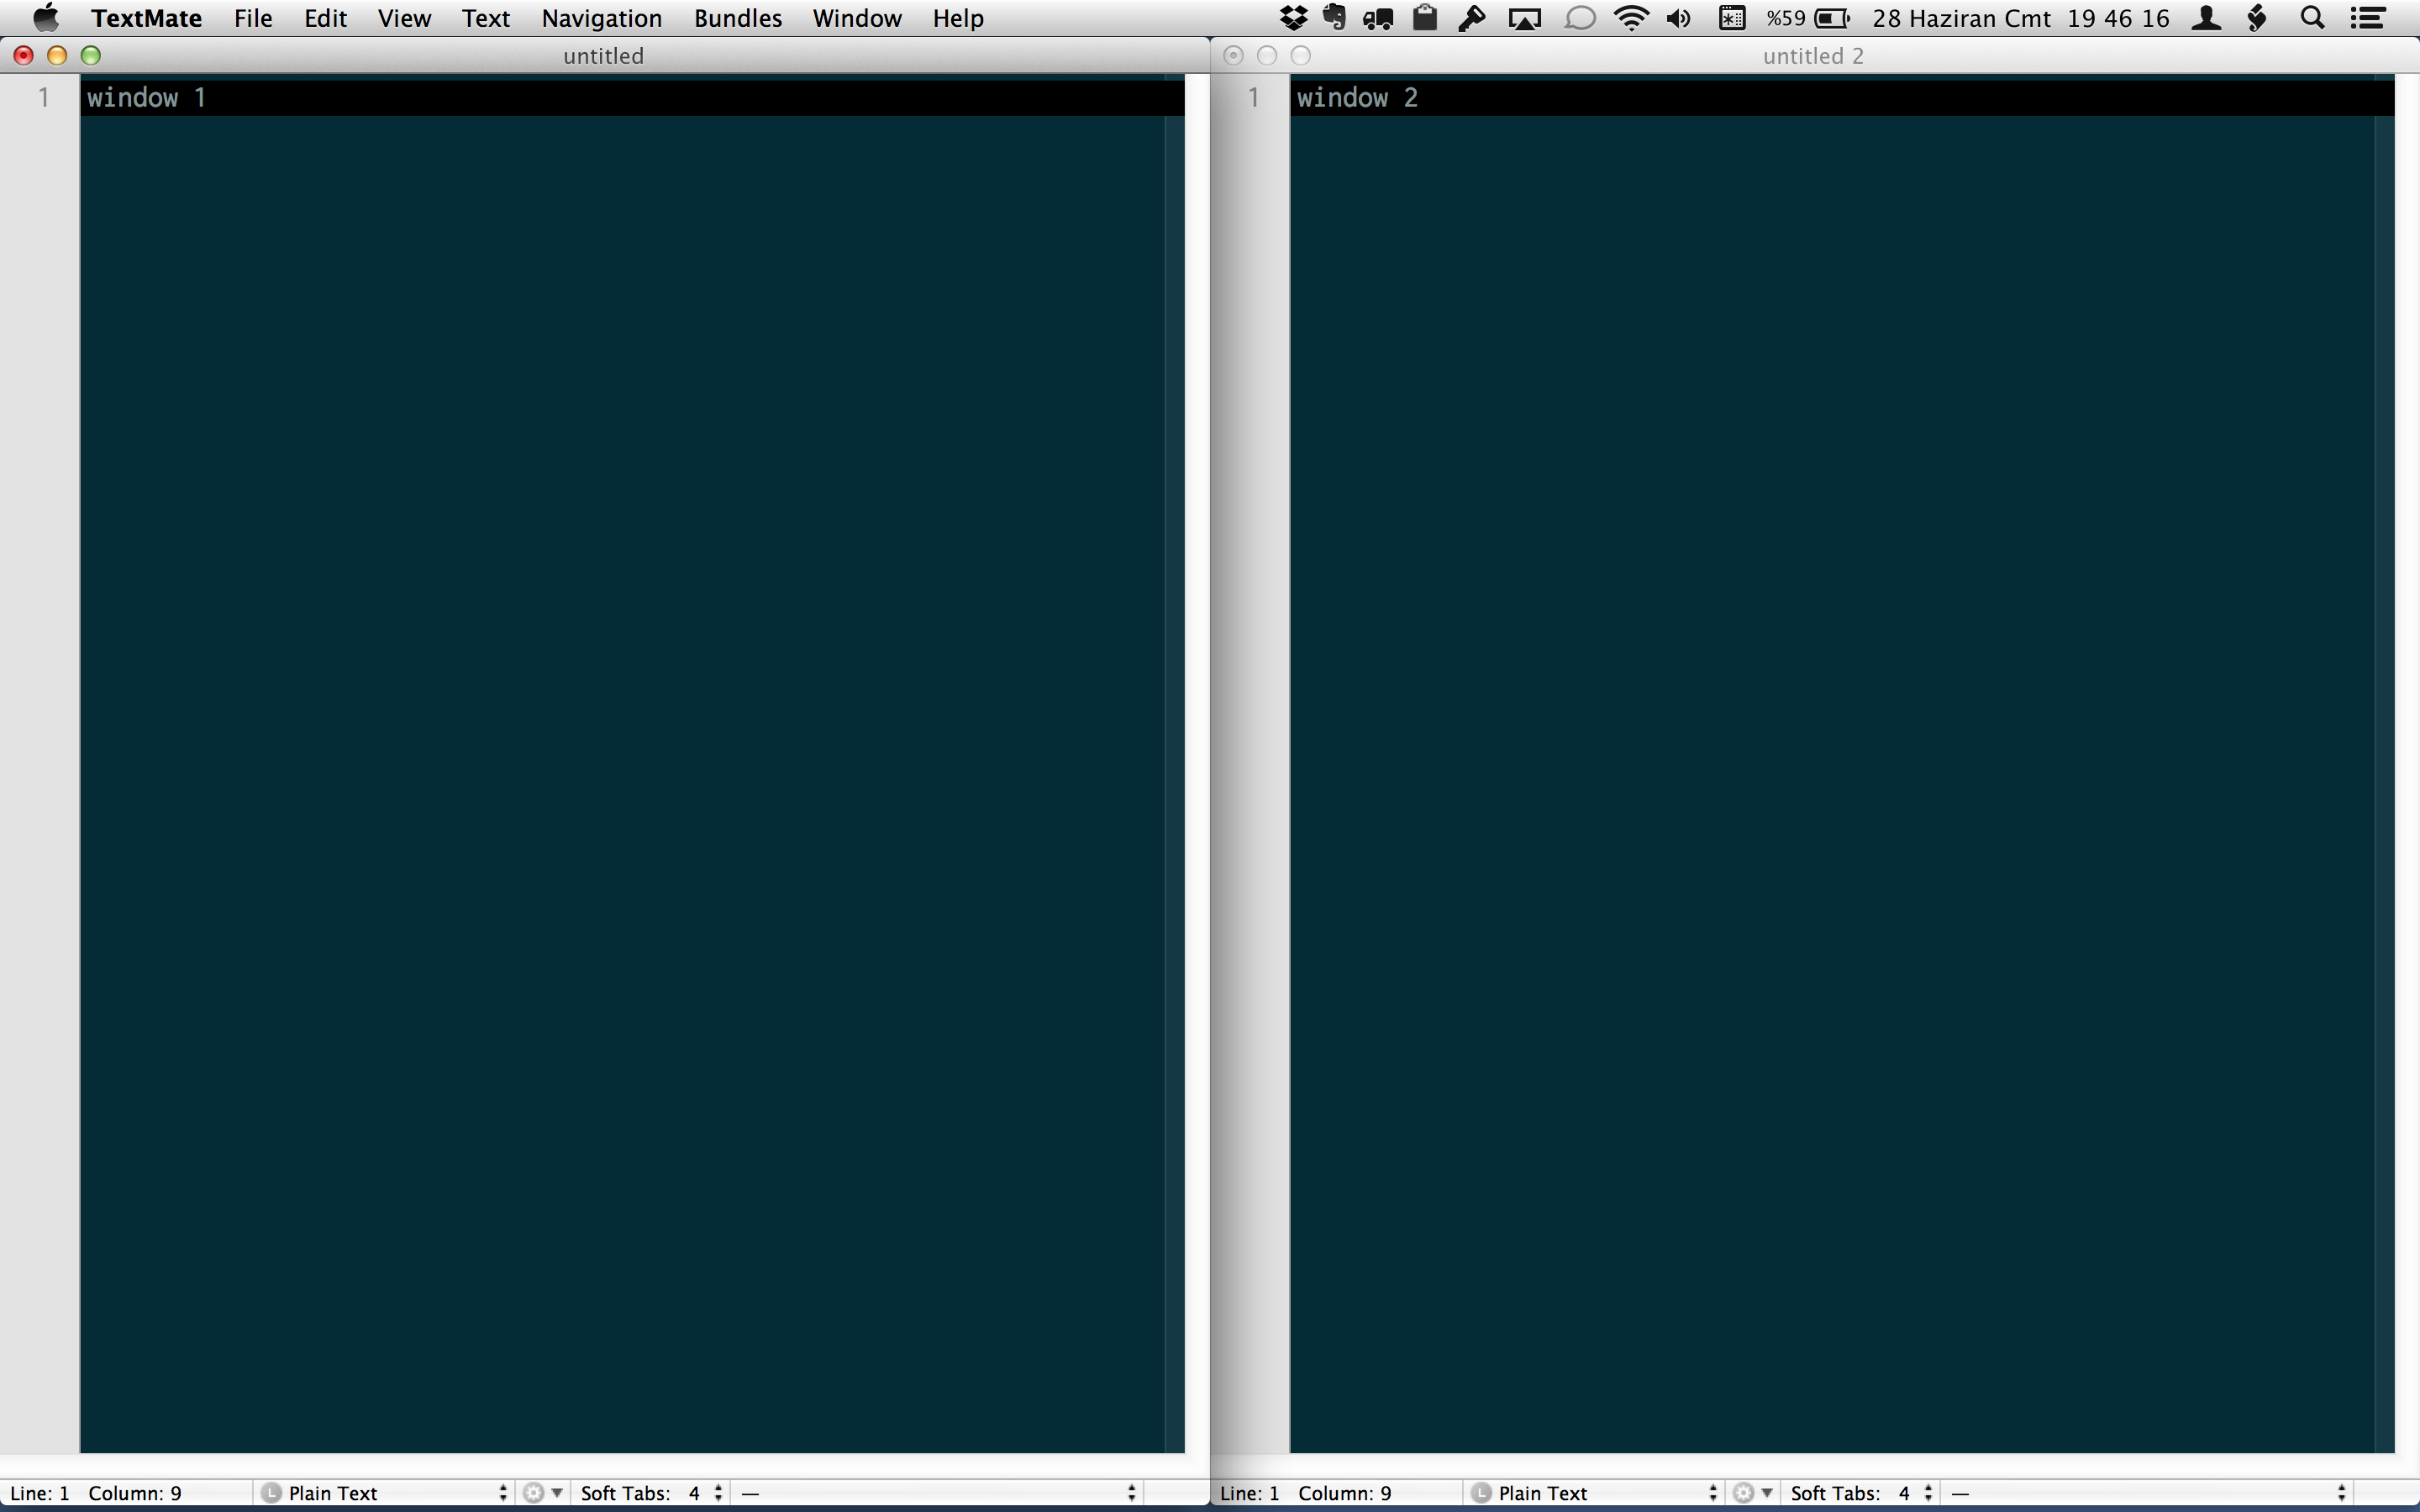 TextMate File Edit View Text Navigation Bundles Window Help %59 28 Haziran Cmt 19 46 16
untitled
1 window 1
Line: 1 Column: 9 Plain Text Soft Tabs: 4 —
untitled 2
1 window 2
Line: 1 Column: 9 Plain Text Soft Tabs: 4 —